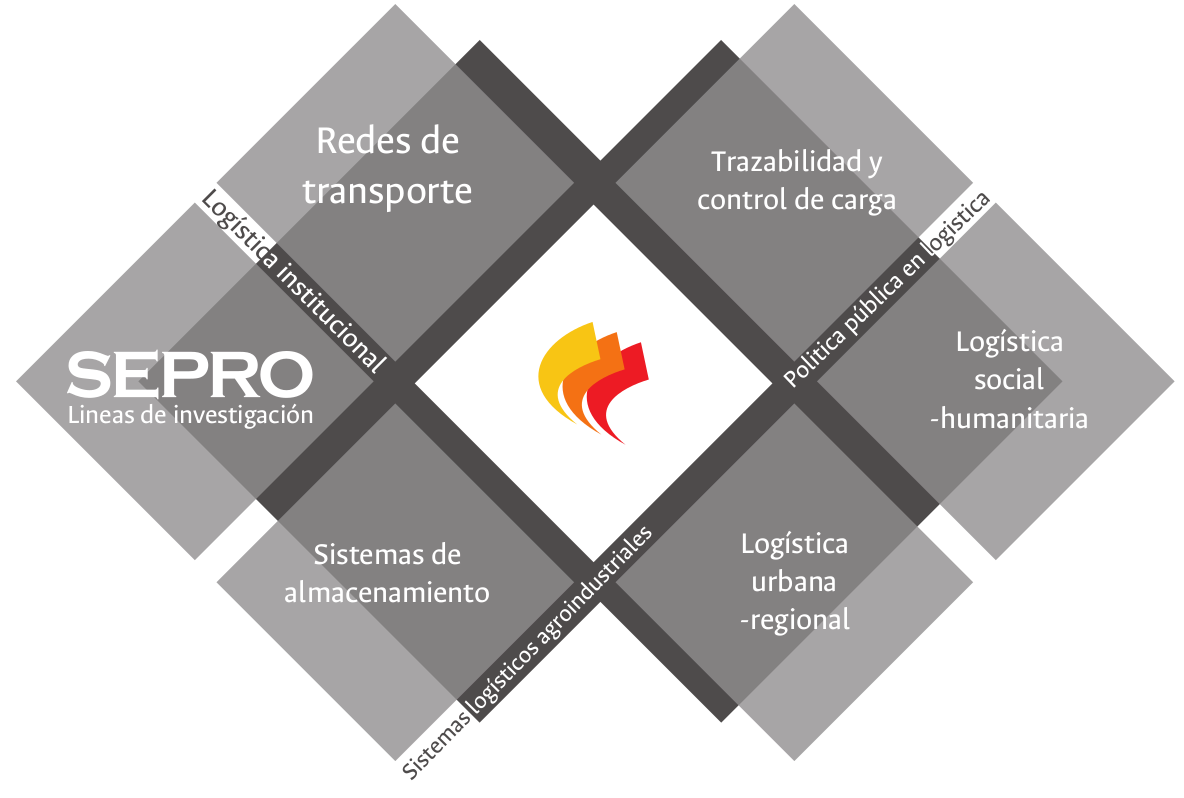 Redes de
transporte
Trazabilidad y
control de carga
Logística institucional
Política pública en logística
SEPRO
Lineas de investigación
Logística
social
-humanitaria
Sistemas de
almacenamiento
Logística
urbana
-regional
Sistemas logísticos agroindustriales